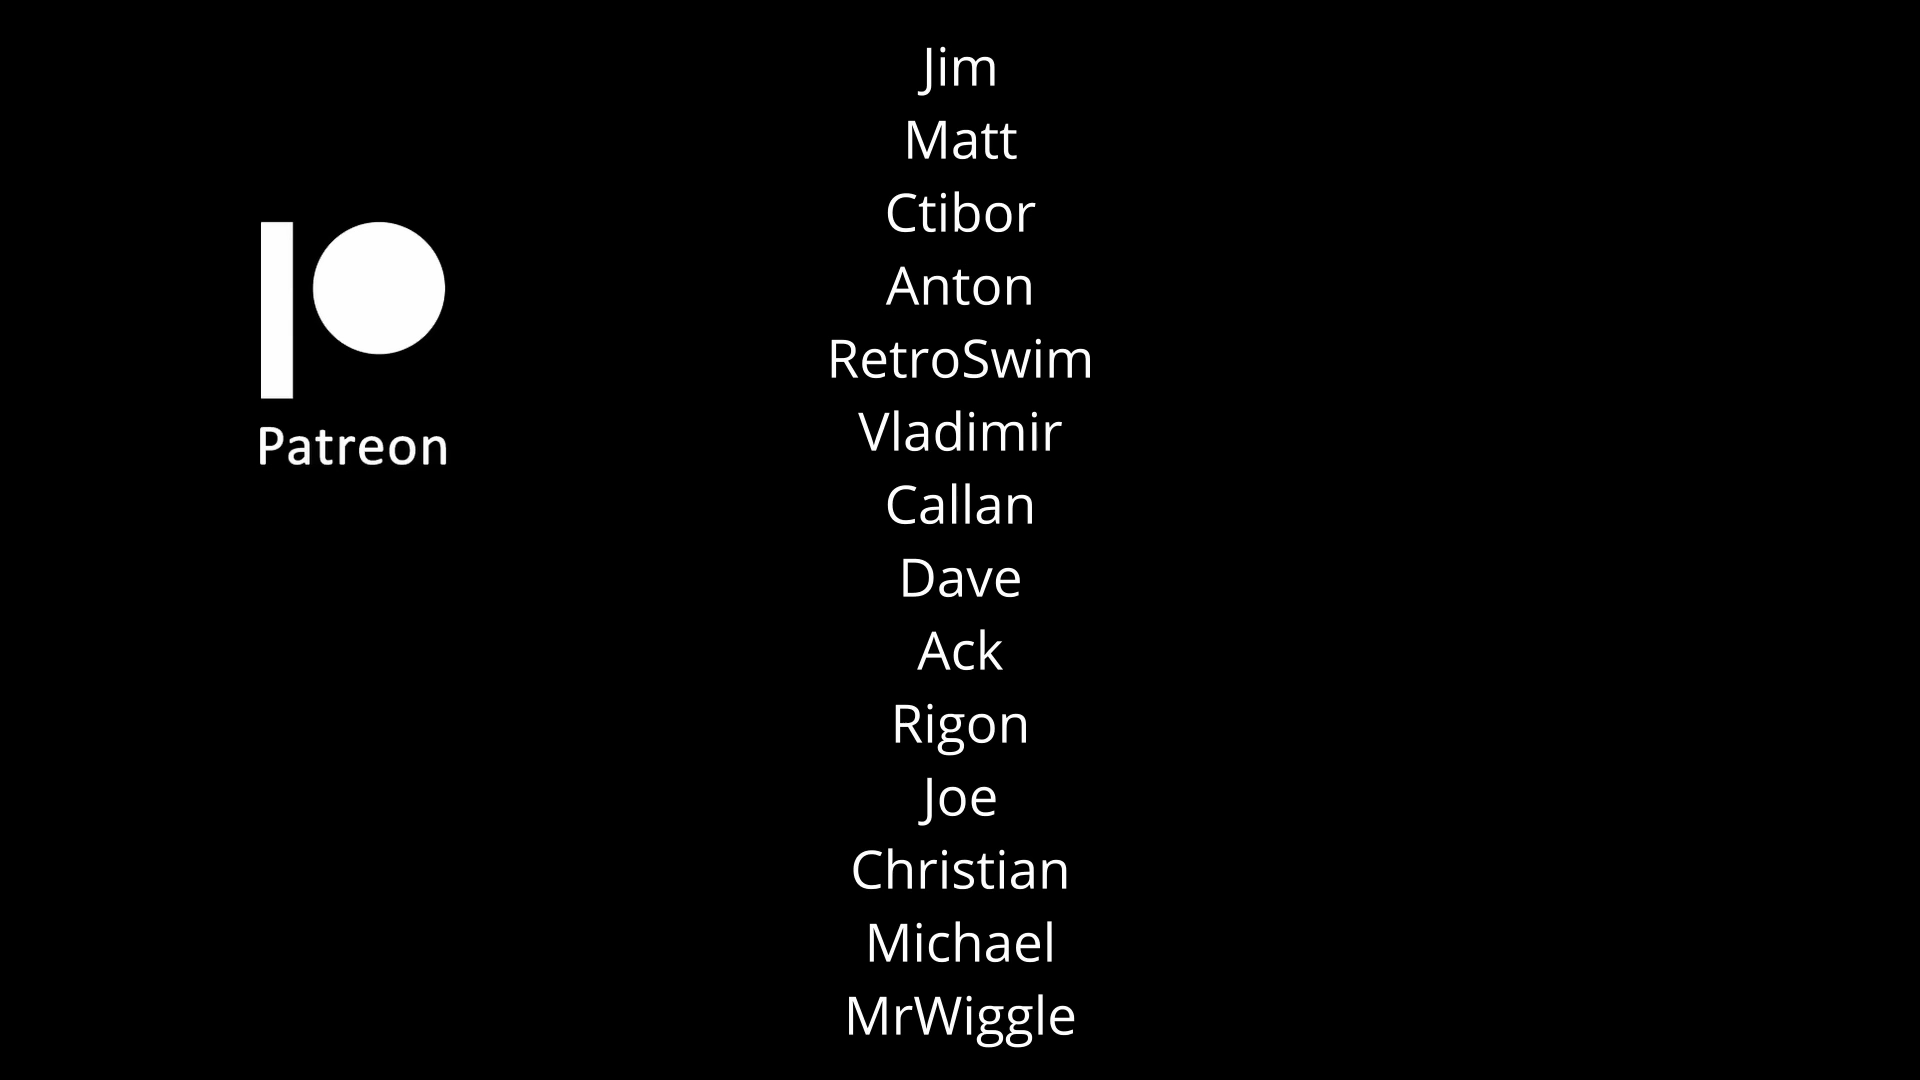 Patreon
Jim
Matt
Ctibor
Anton
RetroSwim
Vladimir
Callan
Dave
Ack
Rigon
Joe
Christian
Michael
MrWiggle